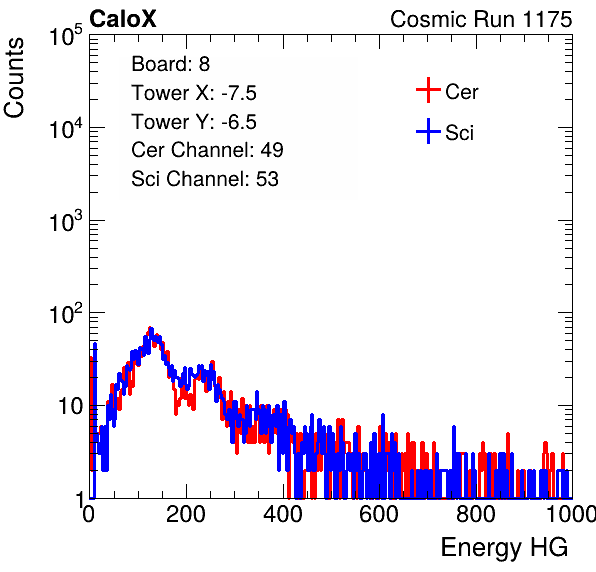 CaloX Cosmic Run 1175
Board: 8
Tower X: -7.5
Tower Y: -6.5
Cer Channel: 49
Sci Channel: 53
Cer
Sci
Counts
10^5
10^4
10^3
10^2
10
1
0 200 400 600 800 1000
Energy HG